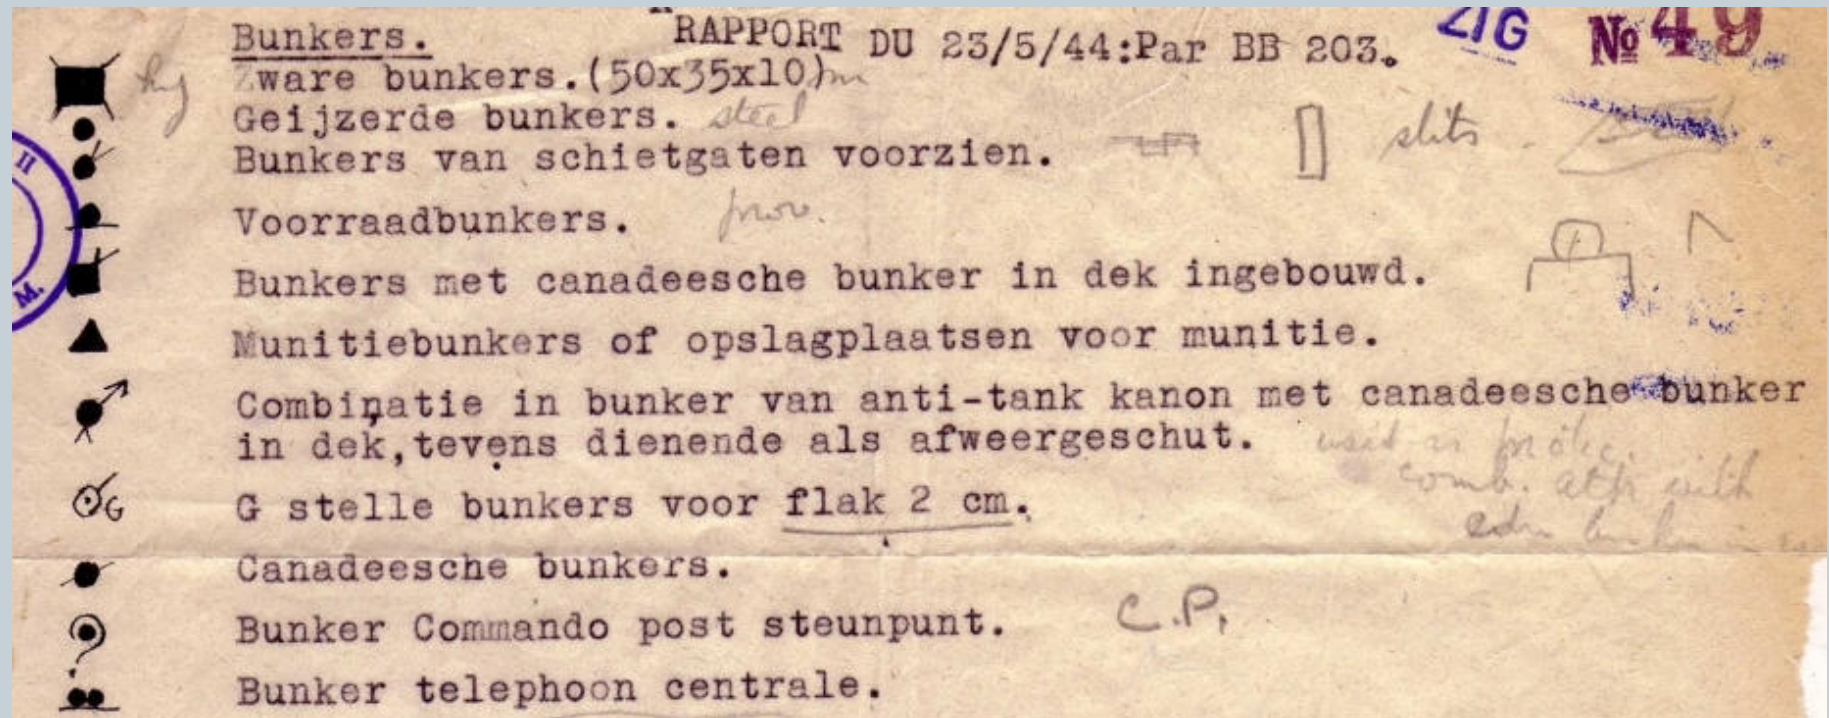 Bunkers. RAPPORT DU 23/5/44:Par BB 203. ZIG № 49
Zware bunkers.(50x35x10)m
Geijzerde bunkers. steel
Bunkers van schietgaten voorzien. slits
Voorraadbunkers. prov.
Bunkers met canadeesche bunker in dek ingebouwd.
Munitiebunkers of opslagplaatsen voor munitie.
Combinatie in bunker van anti-tank kanon met canadeesche bunker
in dek,tevens dienende als afweergeschut.
comb. with
G
G stelle bunkers voor flak 2 cm.
Canadeesche bunkers.
Bunker Commando post steunpunt. C.P.
Bunker telephoon centrale.
II
M.